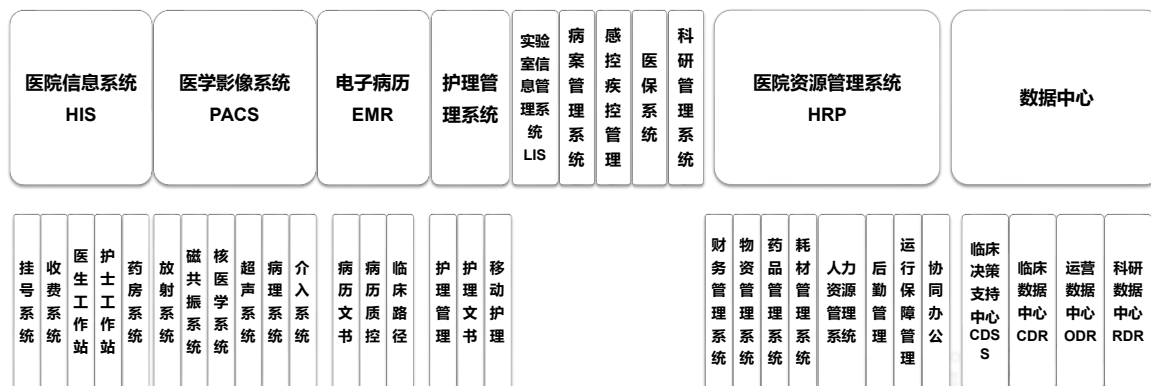 医院信息系统
HIS
医学影像系统
PACS
电子病历
EMR
护理管
理系统
实验
室信
息管
理系
统
LIS
病案管理系统
感控疾控管理
医保系统
科研管理系统
医院资源管理系统
HRP
数据中心
挂号系统
收费系统
医生工作站
护士工作站
药房系统
放射系统
磁共振系统
核医学系统
超声系统
病理系统
介入系统
病历文书
病历质控
临床路径
护理管理
护理文书
移动护理
财务管理系统
物资管理系统
药品管理系统
耗材管理系统
人力
资源
管理
系统
后勤管理
运行保障管理
协同办公
临床
决策
支持
中心
CDS
S
临床
数据
中心
CDR
运营
数据
中心
ODR
科研
数据
中心
RDR